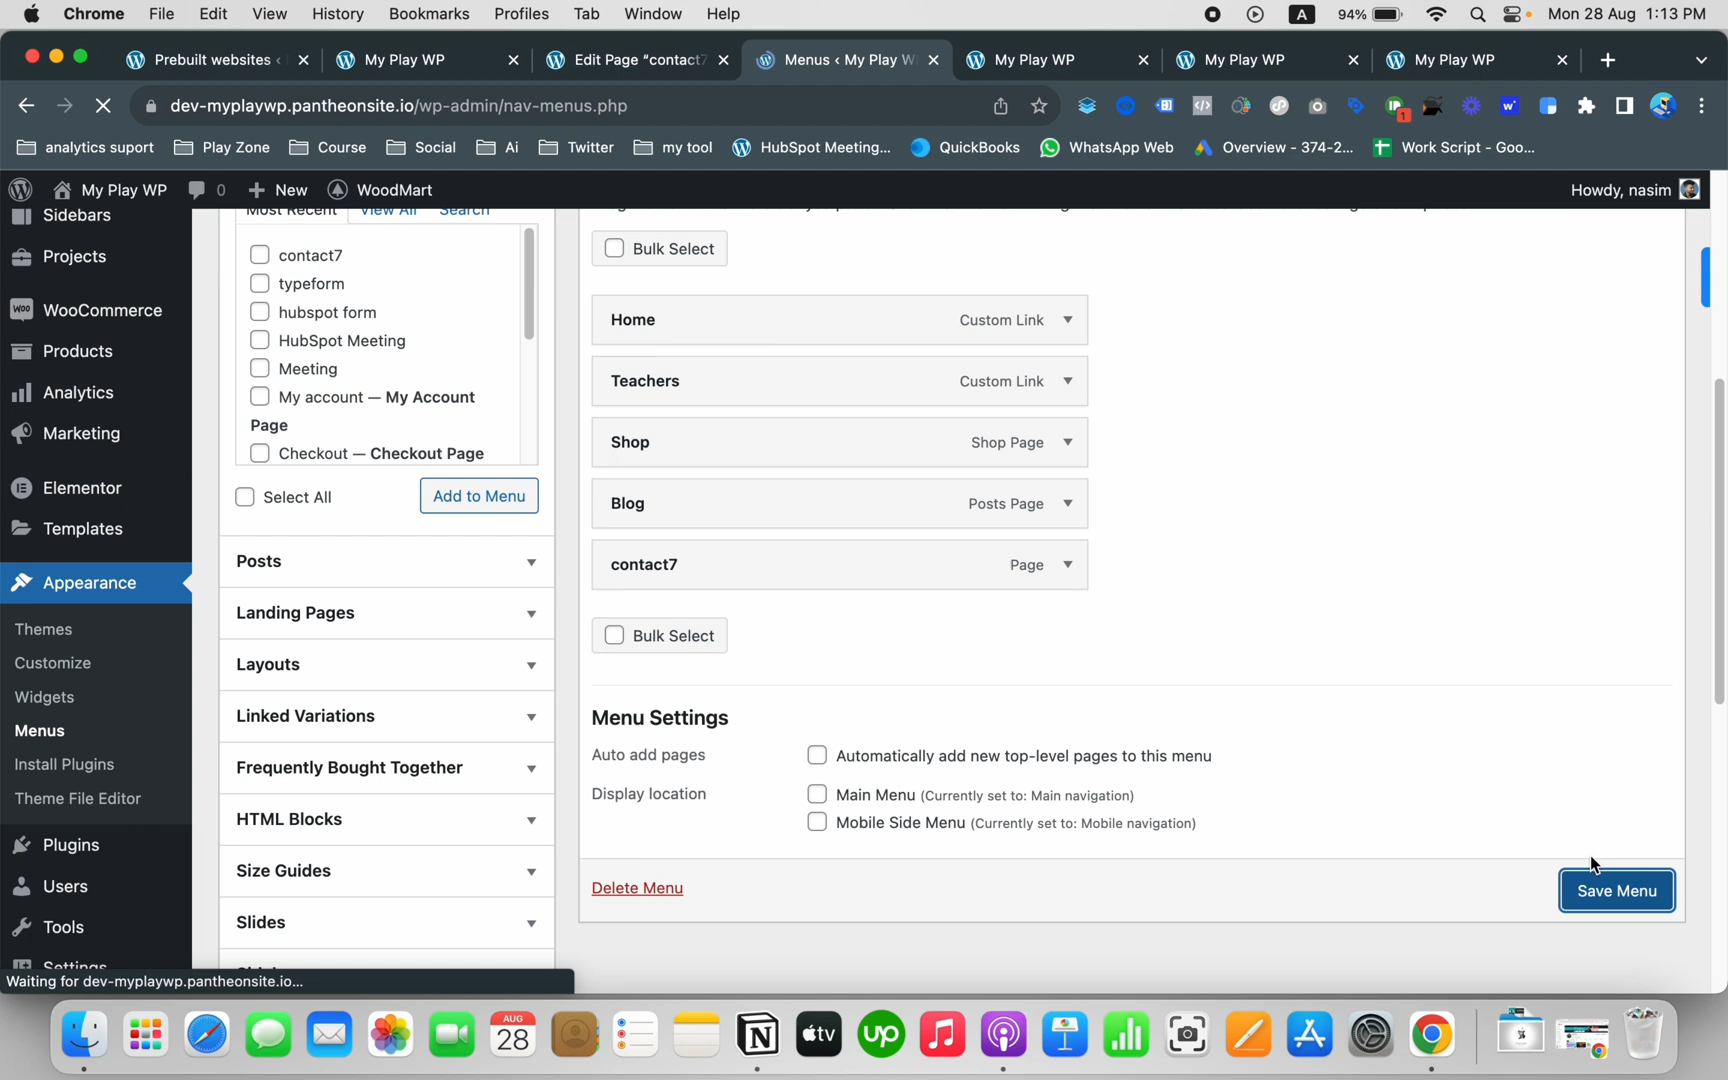 Chrome File Edit View History Bookmarks Profiles Tab Window Help
A 94% Mon 28 Aug 1:13 PM
Prebuilt websites ‹ My Play WP Edit Page "contact7 Menus ‹ My Play W My Play WP My Play WP My Play WP
dev-myplaywp.pantheonsite.io/wp-admin/nav-menus.php
1
analytics suport Play Zone Course Social Ai Twitter my tool HubSpot Meeting... QuickBooks WhatsApp Web Overview - 374-2... Work Script - Goo...
My Play WP 0 New WoodMart Howdy, nasim
Sidebars
Projects
WooCommerce
Products
Analytics
Marketing
Elementor
Templates
Appearance
Themes
Customize
Widgets
Menus
Install Plugins
Theme File Editor
Plugins
Users
Tools
Settings
Most Recent View All Search
contact7
typeform
hubspot form
HubSpot Meeting
Meeting
My account — My Account
Page
Checkout — Checkout Page
Select All Add to Menu
Posts
Landing Pages
Layouts
Linked Variations
Frequently Bought Together
HTML Blocks
Size Guides
Slides
Bulk Select
Home Custom Link
Teachers Custom Link
Shop Shop Page
Blog Posts Page
contact7 Page
Bulk Select
Menu Settings
Auto add pages Automatically add new top-level pages to this menu
Display location Main Menu (Currently set to: Main navigation)
Mobile Side Menu (Currently set to: Mobile navigation)
Delete Menu Save Menu
Waiting for dev-myplaywp.pantheonsite.io...
AUG
28
tv
up